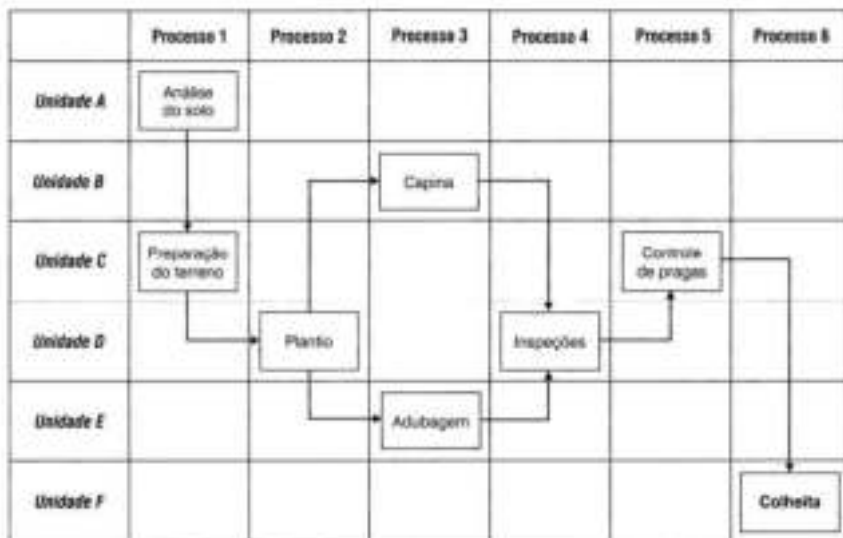 Processo 1 Processo 2 Processo 3 Processo 4 Processo 5 Processo 6
Unidade A
Análise
do solo
Unidade B
Capina
Unidade C
Preparação
do terreno
Controle
de pragas
Unidade D
Plantio
Inspeções
Unidade E
Adubagem
Unidade F
Colheita